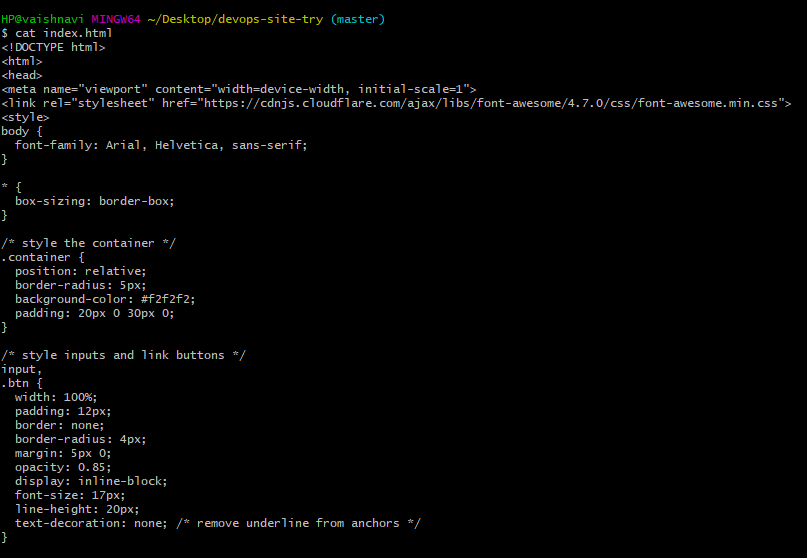 HP@vaishnavi MINGW64 ~/Desktop/devops-site-try (master)
$ cat index.html
<!DOCTYPE html>
<html>
<head>
<meta name="viewport" content="width=device-width, initial-scale=1">
<link rel="stylesheet" href="https://cdnjs.cloudflare.com/ajax/libs/font-awesome/4.7.0/css/font-awesome.min.css">
<style>
body {
  font-family: Arial, Helvetica, sans-serif;
}

* {
  box-sizing: border-box;
}

/* style the container */
.container {
  position: relative;
  border-radius: 5px;
  background-color: #f2f2f2;
  padding: 20px 0 30px 0;
}

/* style inputs and link buttons */
input,
.btn {
  width: 100%;
  padding: 12px;
  border: none;
  border-radius: 4px;
  margin: 5px 0;
  opacity: 0.85;
  display: inline-block;
  font-size: 17px;
  line-height: 20px;
  text-decoration: none; /* remove underline from anchors */
}